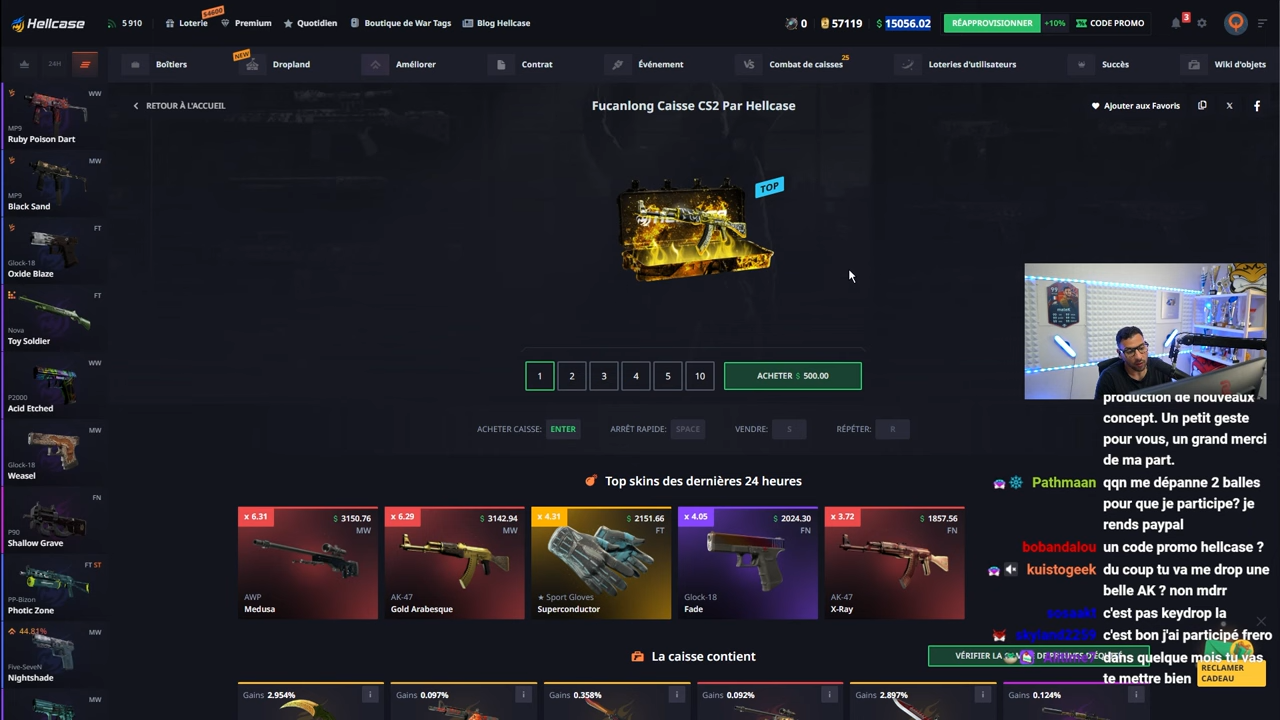 Hellcase
5 910
Loterie
$4600
Premium
Quotidien
Boutique de War Tags
Blog Hellcase
0
57119
$ 15056.02
RÉAPPROVISIONNER
+10%
CODE PROMO
3
24H
Boîtiers
NEW
Dropland
Améliorer
Contrat
Événement
VS
Combat de caisses
25
Loteries d'utilisateurs
Succès
Wiki d'objets
RETOUR À L'ACCUEIL
Fucanlong Caisse CS2 Par Hellcase
Ajouter aux Favoris
TOP
WW
MP9
Ruby Poison Dart
MW
MP9
Black Sand
FT
Glock-18
Oxide Blaze
FT
Nova
Toy Soldier
WW
P2000
Acid Etched
MW
Glock-18
Weasel
FN
P90
Shallow Grave
FT ST
PP-Bizon
Photic Zone
44.81%
MW
Five-SeveN
Nightshade
MW
1
2
3
4
5
10
ACHETER $ 500.00
ACHETER CAISSE: ENTER
ARRÊT RAPIDE: SPACE
VENDRE: S
RÉPÉTER: R
Top skins des dernières 24 heures
x 6.31
$ 3150.76
MW
AWP
Medusa
x 6.29
$ 3142.94
MW
AK-47
Gold Arabesque
x 4.31
$ 2151.66
FT
★ Sport Gloves
Superconductor
x 4.05
$ 2024.30
FN
Glock-18
Fade
x 3.72
$ 1857.56
FN
AK-47
X-Ray
La caisse contient
VÉRIFIER LA
DE PREUVES D'ÉQUITÉ
Gains 2.954%
Gains 0.097%
Gains 0.358%
Gains 0.092%
Gains 2.897%
Gains 0.124%
production de nouveaux
concept. Un petit geste
pour vous, un grand merci
de ma part.
Pathmaan qqn me dépanne 2 balles
pour que je participe? je
rends paypal
bobandalou un code promo hellcase ?
kuistogeek du coup tu va me drop une
belle AK ? non mdrr
c'est pas keydrop la
skyland2259 c'est bon j'ai participé frero
dans quelque mois tu vas
te mettre bien
RECLAMER
CADEAU